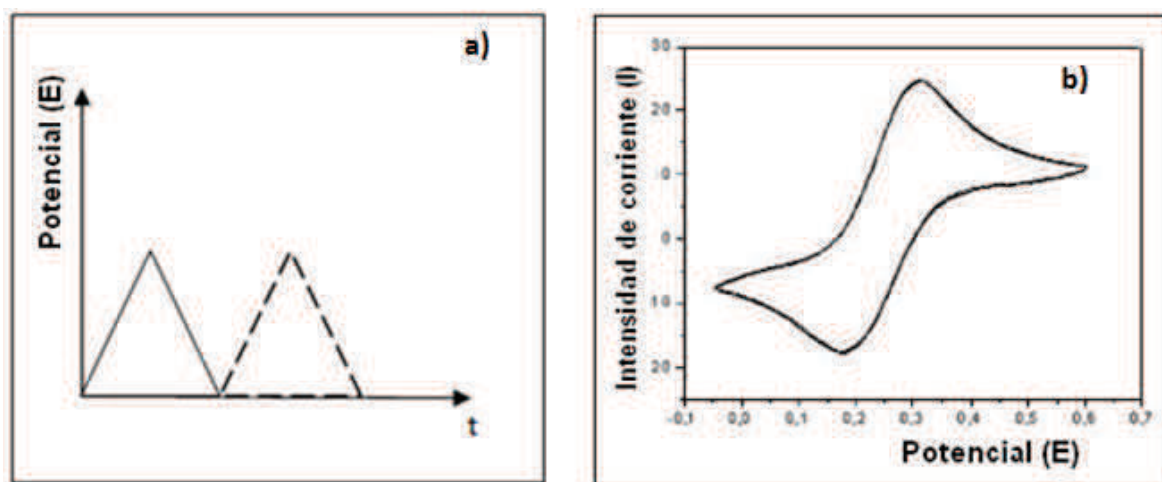 a)
Potencial (E)
t
b)
Intensidad de corriente (I)
30
20
10
0
10
20
-0,1 0,0 0,1 0,2 0,3 0,4 0,5 0,6 0,7
Potencial (E)